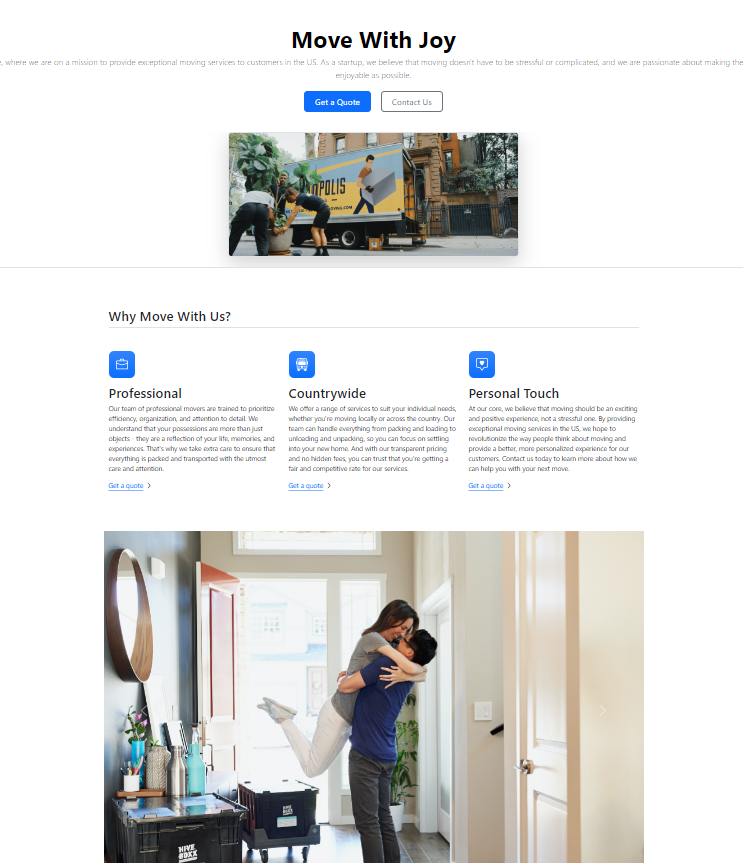 Move With Joy
, where we are on a mission to provide exceptional moving services to customers in the US. As a startup, we believe that moving doesn't have to be stressful or complicated, and we are passionate about making the
enjoyable as possible.
Get a Quote Contact Us
OPOLIS
MOVING.COM
Why Move With Us?
Professional
Our team of professional movers are trained to prioritize
efficiency, organization, and attention to detail. We
understand that your possessions are more than just
objects - they are a reflection of your life, memories, and
experiences. That's why we take extra care to ensure that
everything is packed and transported with the utmost
care and attention.
Get a quote
Countrywide
We offer a range of services to suit your individual needs,
whether you're moving locally or across the country. Our
team can handle everything from packing and loading to
unloading and unpacking, so you can focus on settling
into your new home. And with our transparent pricing
and no hidden fees, you can trust that you're getting a
fair and competitive rate for our services.
Get a quote
Personal Touch
At our core, we believe that moving should be an exciting
and positive experience, not a stressful one. By providing
exceptional moving services in the US, we hope to
revolutionize the way people think about moving and
provide a better, more personalized experience for our
customers. Contact us today to learn more about how we
can help you with your next move.
Get a quote
HIVE
BOXX
HIVE
BOXX